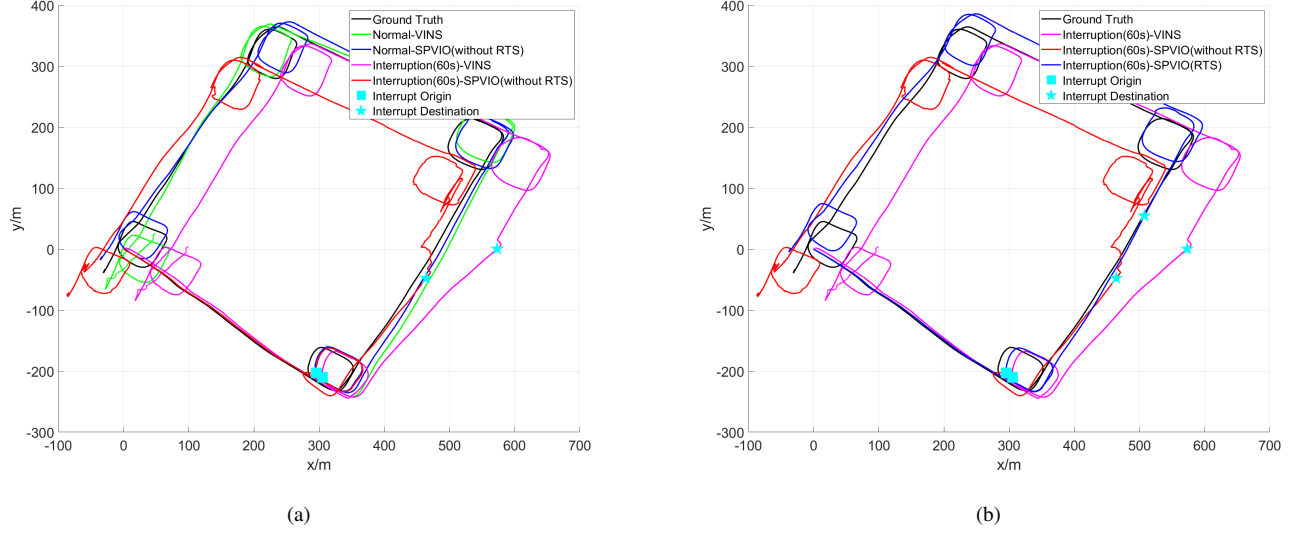 400
300
200
100
0
-100
-200
-300
-100
0
100
200
300
400
500
600
700
x/m
y/m
Ground Truth
Normal-VINS
Normal-SPVIO(without RTS)
Interruption(60s)-VINS
Interruption(60s)-SPVIO(without RTS)
Interrupt Origin
Interrupt Destination
(a)
400
300
200
100
0
-100
-200
-300
-100
0
100
200
300
400
500
600
700
x/m
y/m
Ground Truth
Interruption(60s)-VINS
Interruption(60s)-SPVIO(without RTS)
Interruption(60s)-SPVIO(RTS)
Interrupt Origin
Interrupt Destination
(b)